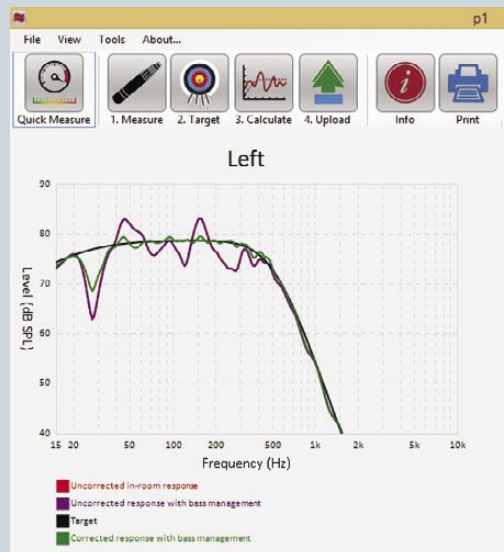 p1
File View Tools About...
Quick Measure 1. Measure 2. Target 3. Calculate 4. Upload Info Print
Left
90
80
70
60
50
40
Level (dB SPL)
15 20 50 100 200 500 1k 2k 5k 10k
Frequency (Hz)
Uncorrected in-room response
Uncorrected response with bass management
Target
Corrected response with bass management